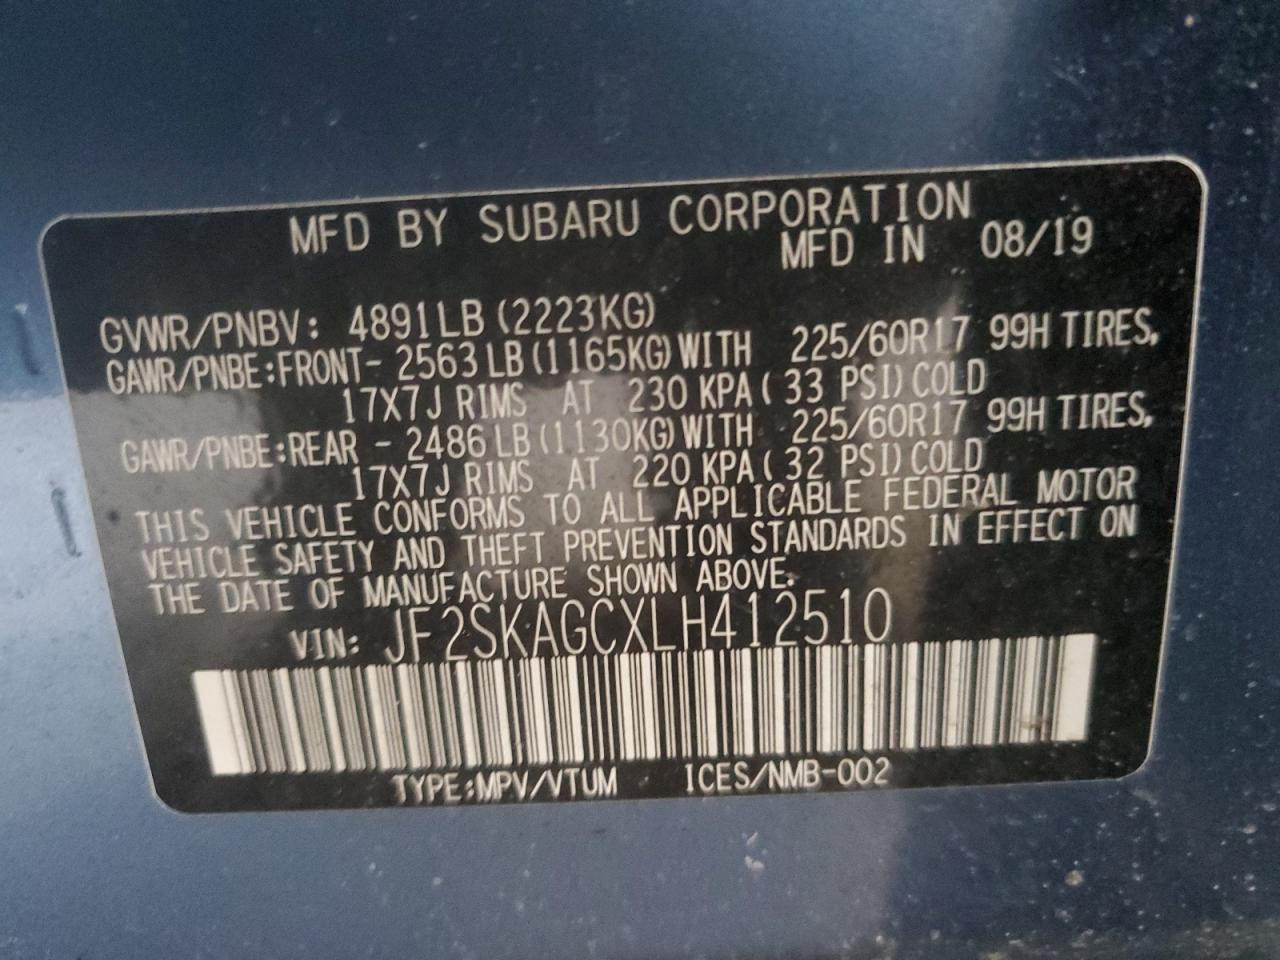 MFD BY SUBARU CORPORATION
MFD IN 08/19
GVWR/PNBV: 4891LB (2223KG)
GAWR/PNBE:FRONT- 2563LB(1165KG)WITH 225/60R17 99H TIRES,
17X7J RIMS AT 230 KPA( 33 PSI)COLD
GAWR/PNBE:REAR - 2486LB(1130KG)WITH 225/60R17 99H TIRES,
17X7J RIMS AT 220 KPA( 32 PSI)COLD
THIS VEHICLE CONFORMS TO ALL APPLICABLE FEDERAL MOTOR
VEHICLE SAFETY AND THEFT PREVENTION STANDARDS IN EFFECT ON
THE DATE OF MANUFACTURE SHOWN ABOVE.
VIN: JF2SKAGCXLH412510
TYPE:MPV/VTUM ICES/NMB-002